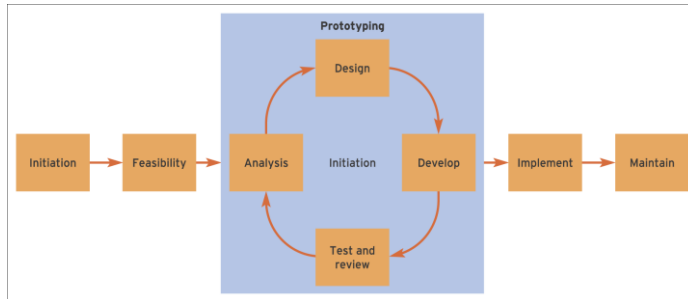 Prototyping
Design
Initiation
Feasibility
Analysis
Initiation
Develop
Implement
Maintain
Test and
review